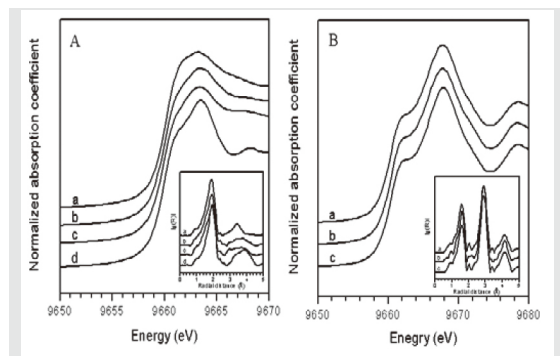 A
Normalized absorption coefficient
a
b
c
d
Radial distance (Å)
9650 9655 9660 9665 9670
Energy (eV)
B
Normalized absorption coefficient
a
b
c
Radial distance (Å)
9650 9660 9670 9680
Enegry (eV)